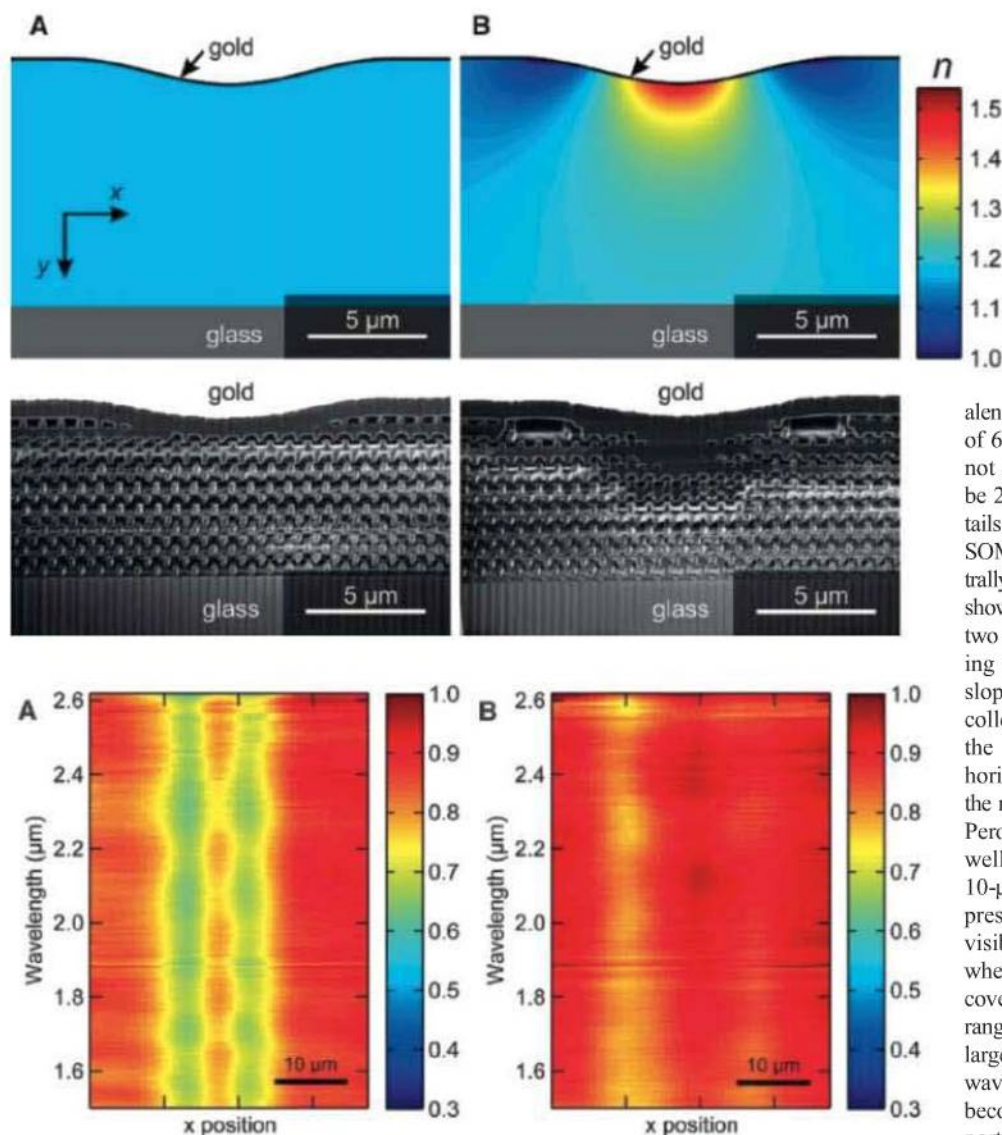 A
gold
B
gold
n
x
y
1.5
1.4
1.3
1.2
1.1
1.0
glass
5 µm
glass
5 µm
gold
gold
glass
5 µm
glass
5 µm
alen
of 6
not
be 2
tails
SOM
trally
show
two
ing
slop
colle
the
hori
the r
Perc
well
10-µ
pres
visib
whe
cove
rang
larg
wav
beco
A
B
2.6
2.4
2.2
2.0
1.8
1.6
Wavelength (µm)
10 µm
x position
1.0
0.9
0.8
0.7
0.6
0.5
0.4
0.3
2.6
2.4
2.2
2.0
1.8
1.6
Wavelength (µm)
10 µm
x position
1.0
0.9
0.8
0.7
0.6
0.5
0.4
0.3